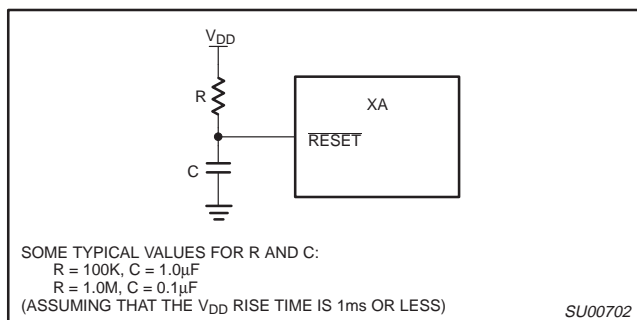 VDD
R
XA
RESET
C
SOME TYPICAL VALUES FOR R AND C:
R = 100K, C = 1.0µF
R = 1.0M, C = 0.1µF
(ASSUMING THAT THE VDD RISE TIME IS 1ms OR LESS)
SU00702